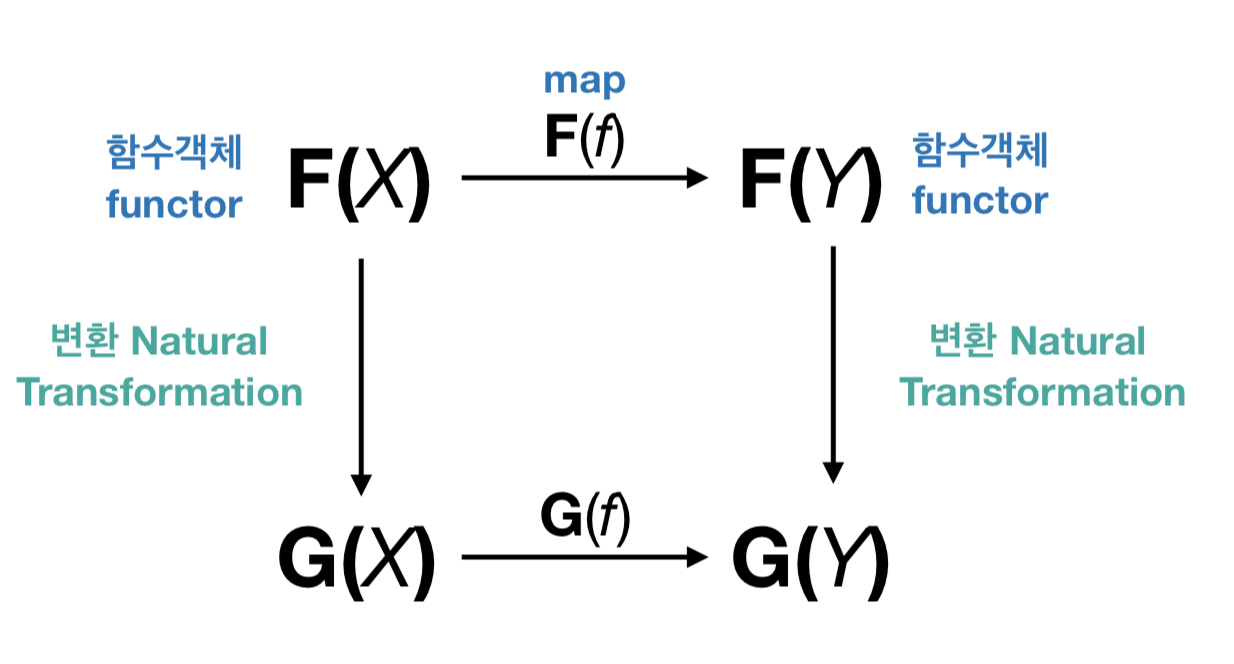 map
F(f)
함수객체
functor
F(X)
F(Y)
함수객체
functor
변환 Natural
Transformation
변환 Natural
Transformation
G(f)
G(X)
G(Y)